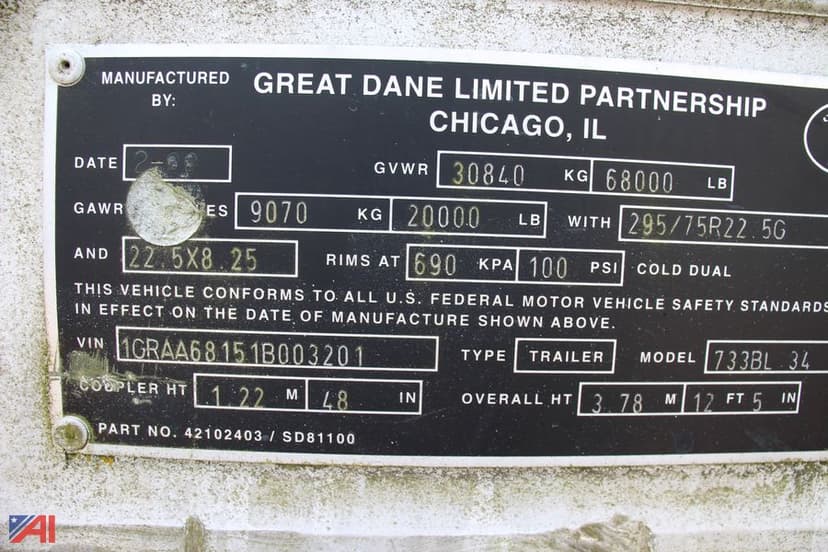 MANUFACTURED BY: GREAT DANE LIMITED PARTNERSHIP
CHICAGO, IL
DATE GVWR 30840 KG 68000 LB
GAWR ES 9070 KG 20000 LB WITH 295/75R22.5G
AND 22.5X8.25 RIMS AT 690 KPA 100 PSI COLD DUAL
THIS VEHICLE CONFORMS TO ALL U.S. FEDERAL MOTOR VEHICLE SAFETY STANDARDS
IN EFFECT ON THE DATE OF MANUFACTURE SHOWN ABOVE.
VIN 1GRAA68151B003201 TYPE TRAILER MODEL 733BL 34
COUPLER HT 1.22 M 48 IN OVERALL HT 3.78 M 12 FT 5 IN
PART NO. 42102403 / SD81100
AI